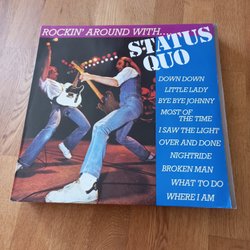 ROCKIN' AROUND WITH...
STATUS
QUO
DOWN DOWN
LITTLE LADY
BYE BYE JOHNNY
MOST OF
THE TIME
I SAW THE LIGHT
OVER AND DONE
NIGHTRIDE
BROKEN MAN
WHAT TO DO
WHERE I AM